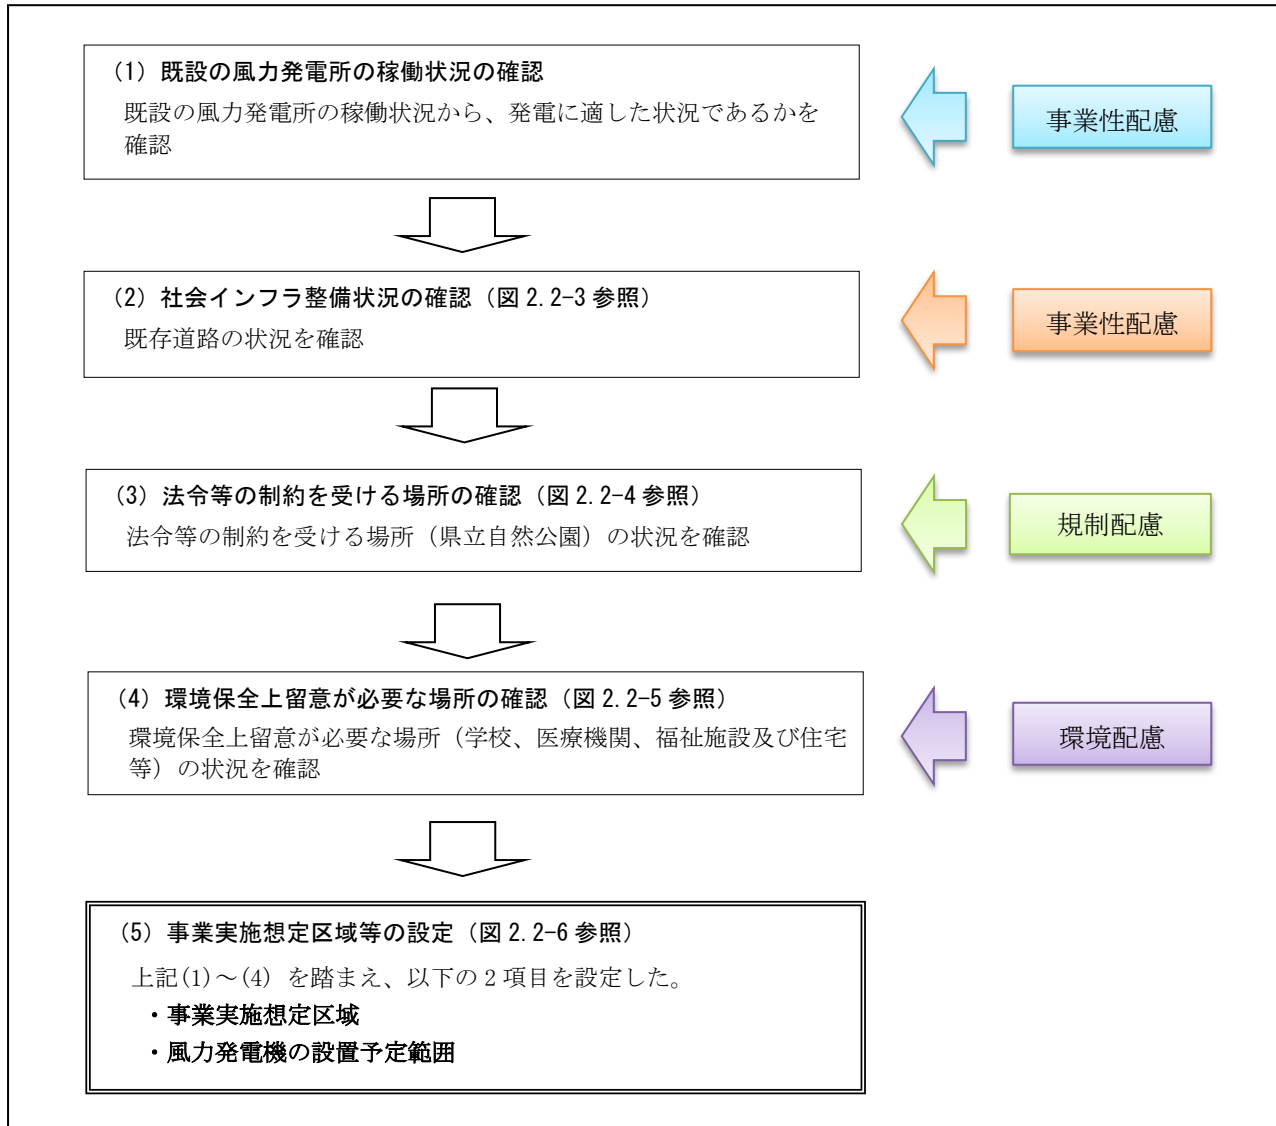 (1) 既設の風力発電所の稼働状況の確認
既設の風力発電所の稼働状況から、発電に適した状況であるかを
確認
事業性配慮
(2) 社会インフラ整備状況の確認（図 2.2-3 参照）
既存道路の状況を確認
事業性配慮
(3) 法令等の制約を受ける場所の確認（図 2.2-4 参照）
法令等の制約を受ける場所（県立自然公園）の状況を確認
規制配慮
(4) 環境保全上留意が必要な場所の確認（図 2.2-5 参照）
環境保全上留意が必要な場所（学校、医療機関、福祉施設及び住宅
等）の状況を確認
環境配慮
(5) 事業実施想定区域等の設定（図 2.2-6 参照）
上記(1)～(4) を踏まえ、以下の 2 項目を設定した。
・事業実施想定区域
・風力発電機の設置予定範囲